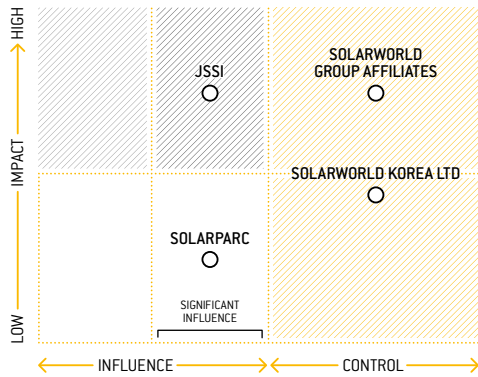 HIGH
IMPACT
LOW
JSSI
SOLARWORLD
GROUP AFFILIATES
SOLARWORLD KOREA LTD
SOLARPARC
SIGNIFICANT
INFLUENCE
INFLUENCE
CONTROL